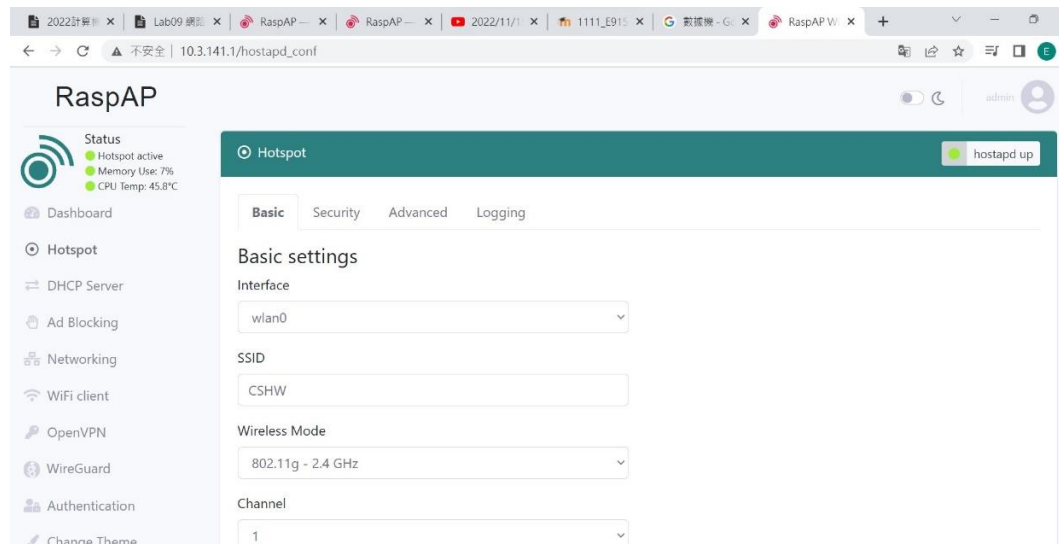 2022計算
Lab09
RaspAP —
RaspAP —
2022/11/1
1111_E915
數據機 - G
RaspAP W
不安全 | 10.3.141.1/hostapd_conf
E
RaspAP
admin
Status
Hotspot active
Memory Use: 7%
CPU Temp: 45.8°C
Hotspot
hostapd up
Dashboard
Hotspot
DHCP Server
Ad Blocking
Networking
WiFi client
OpenVPN
WireGuard
Authentication
Change Theme
Basic
Security
Advanced
Logging
Basic settings
Interface
wlan0
SSID
CSHW
Wireless Mode
802.11g - 2.4 GHz
Channel
1